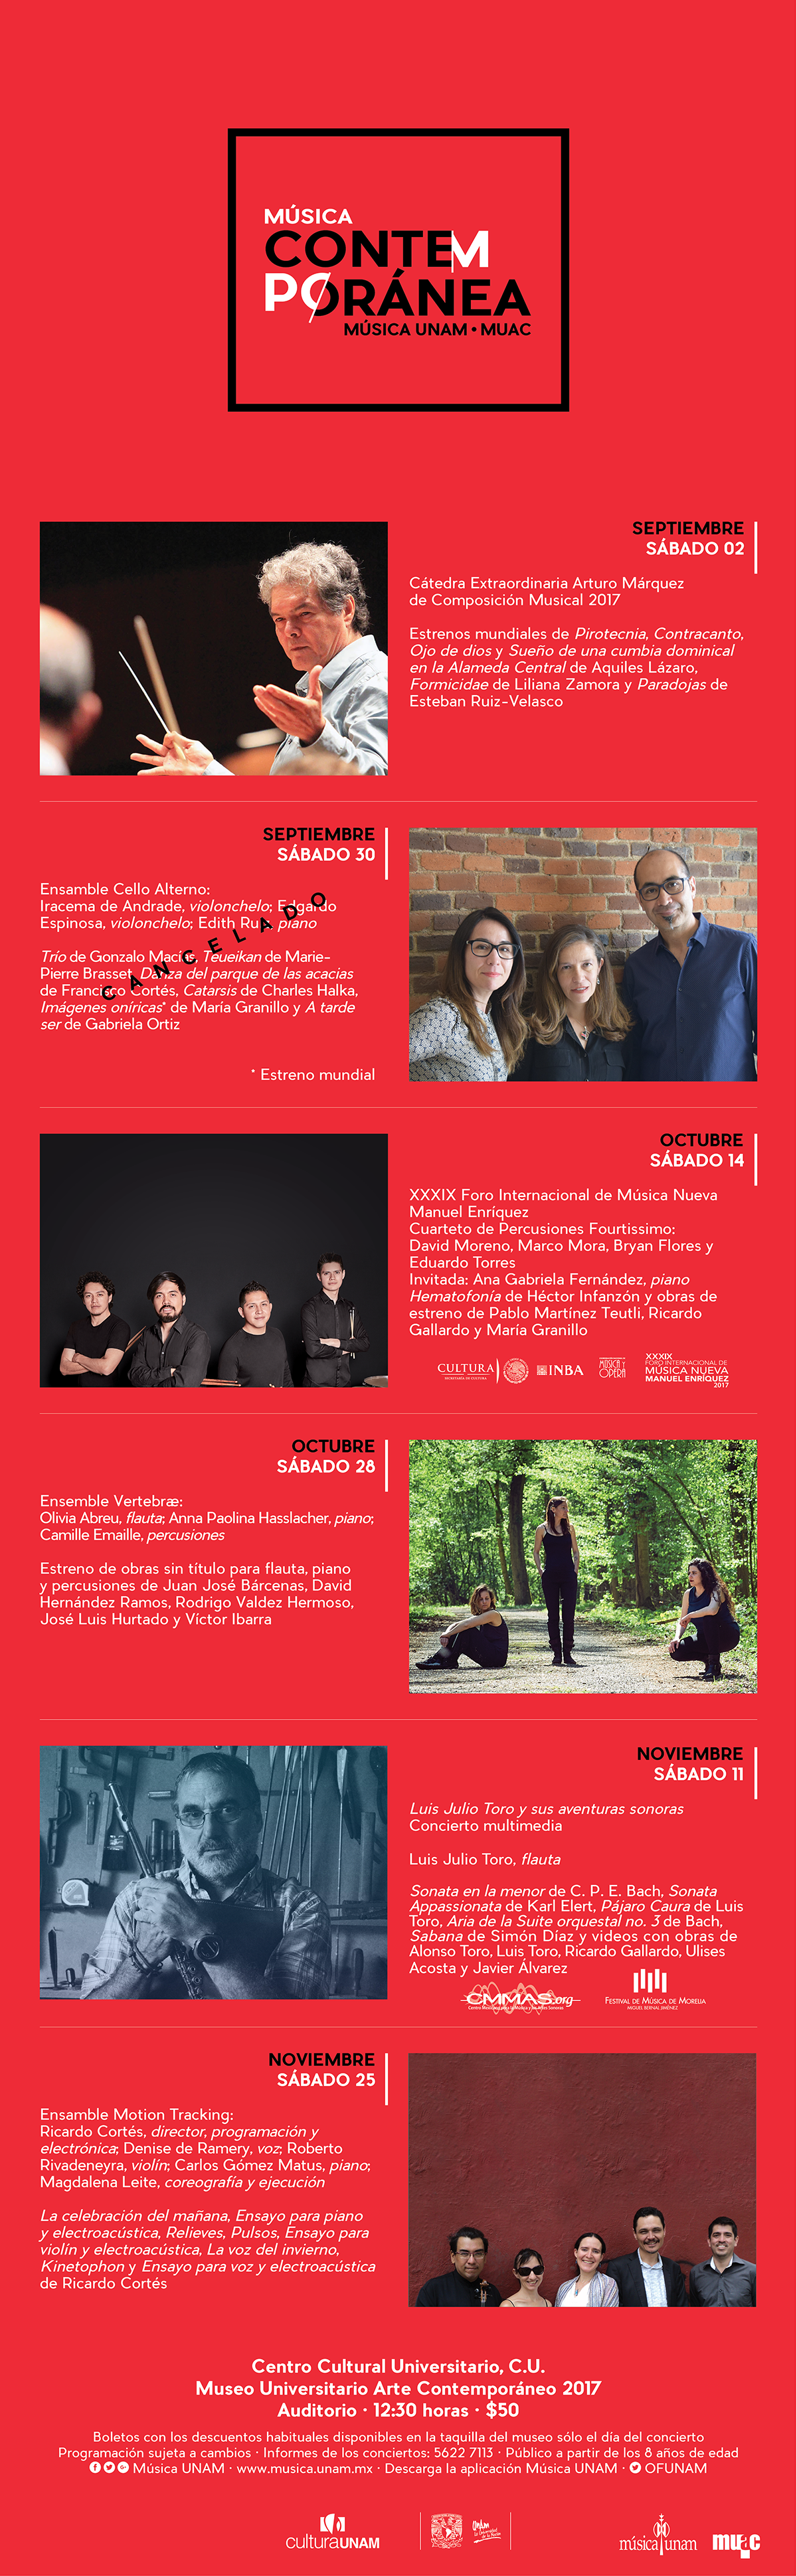 MÚSICA
CONTEM
PORÁNEA
MÚSICA UNAM • MUAC
SEPTIEMBRE
SÁBADO 02
Cátedra Extraordinaria Arturo Márquez
de Composición Musical 2017
Estrenos mundiales de Pirotecnia, Contracanto,
Ojo de dios y Sueño de una cumbia dominical
en la Alameda Central de Aquiles Lázaro,
Formicidae de Liliana Zamora y Paradojas de
Esteban Ruiz-Velasco
SEPTIEMBRE
SÁBADO 30
Ensamble Cello Alterno:
Iracema de Andrade, violonchelo; Edgardo
Espinosa, violonchelo; Edith Ruiz, piano
Trío de Gonzalo Macías, Teueikan de Marie-
Pierre Brasset, Danza del parque de las acacias
de Francisco Cortés, Catarsis de Charles Halka,
Imágenes oníricas* de María Granillo y A tarde
ser de Gabriela Ortiz
CANCELADO
* Estreno mundial
OCTUBRE
SÁBADO 14
XXXIX Foro Internacional de Música Nueva
Manuel Enríquez
Cuarteto de Percusiones Fourtissimo:
David Moreno, Marco Mora, Bryan Flores y
Eduardo Torres
Invitada: Ana Gabriela Fernández, piano
Hematofonía de Héctor Infanzón y obras de
estreno de Pablo Martínez Teutli, Ricardo
Gallardo y María Granillo
CULTURA
SECRETARÍA DE CULTURA
INBA
MÚSICA Y
ÓPERA
XXXIX
FORO INTERNACIONAL DE
MÚSICA NUEVA
MANUEL ENRÍQUEZ
2017
OCTUBRE
SÁBADO 28
Ensemble Vertebræ:
Olivia Abreu, flauta; Anna Paolina Hasslacher, piano;
Camille Emaille, percusiones
Estreno de obras sin título para flauta, piano
y percusiones de Juan José Bárcenas, David
Hernández Ramos, Rodrigo Valdez Hermoso,
José Luis Hurtado y Víctor Ibarra
NOVIEMBRE
SÁBADO 11
Luis Julio Toro y sus aventuras sonoras
Concierto multimedia
Luis Julio Toro, flauta
Sonata en la menor de C. P. E. Bach, Sonata
Appassionata de Karl Elert, Pájaro Caura de Luis
Toro, Aria de la Suite orquestal no. 3 de Bach,
Sabana de Simón Díaz y videos con obras de
Alonso Toro, Luis Toro, Ricardo Gallardo, Ulises
Acosta y Javier Álvarez
CMMAS.org
Centro Mexicano para la Música y las Artes Sonoras
FESTIVAL DE MÚSICA DE MORELIA
MIGUEL BERNAL JIMÉNEZ
NOVIEMBRE
SÁBADO 25
Ensamble Motion Tracking:
Ricardo Cortés, director, programación y
electrónica; Denise de Ramery, voz; Roberto
Rivadeneyra, violín; Carlos Gómez Matus, piano;
Magdalena Leite, coreografía y ejecución
La celebración del mañana, Ensayo para piano
y electroacústica, Relieves, Pulsos, Ensayo para
violín y electroacústica, La voz del invierno,
Kinetophon y Ensayo para voz y electroacústica
de Ricardo Cortés
Centro Cultural Universitario, C.U.
Museo Universitario Arte Contemporáneo 2017
Auditorio · 12:30 horas · $50
Boletos con los descuentos habituales disponibles en la taquilla del museo sólo el día del concierto
Programación sujeta a cambios · Informes de los conciertos: 5622 7113 · Público a partir de los 8 años de edad
Música UNAM · www.musica.unam.mx · Descarga la aplicación Música UNAM · OFUNAM
culturaUNAM
música unam
muac